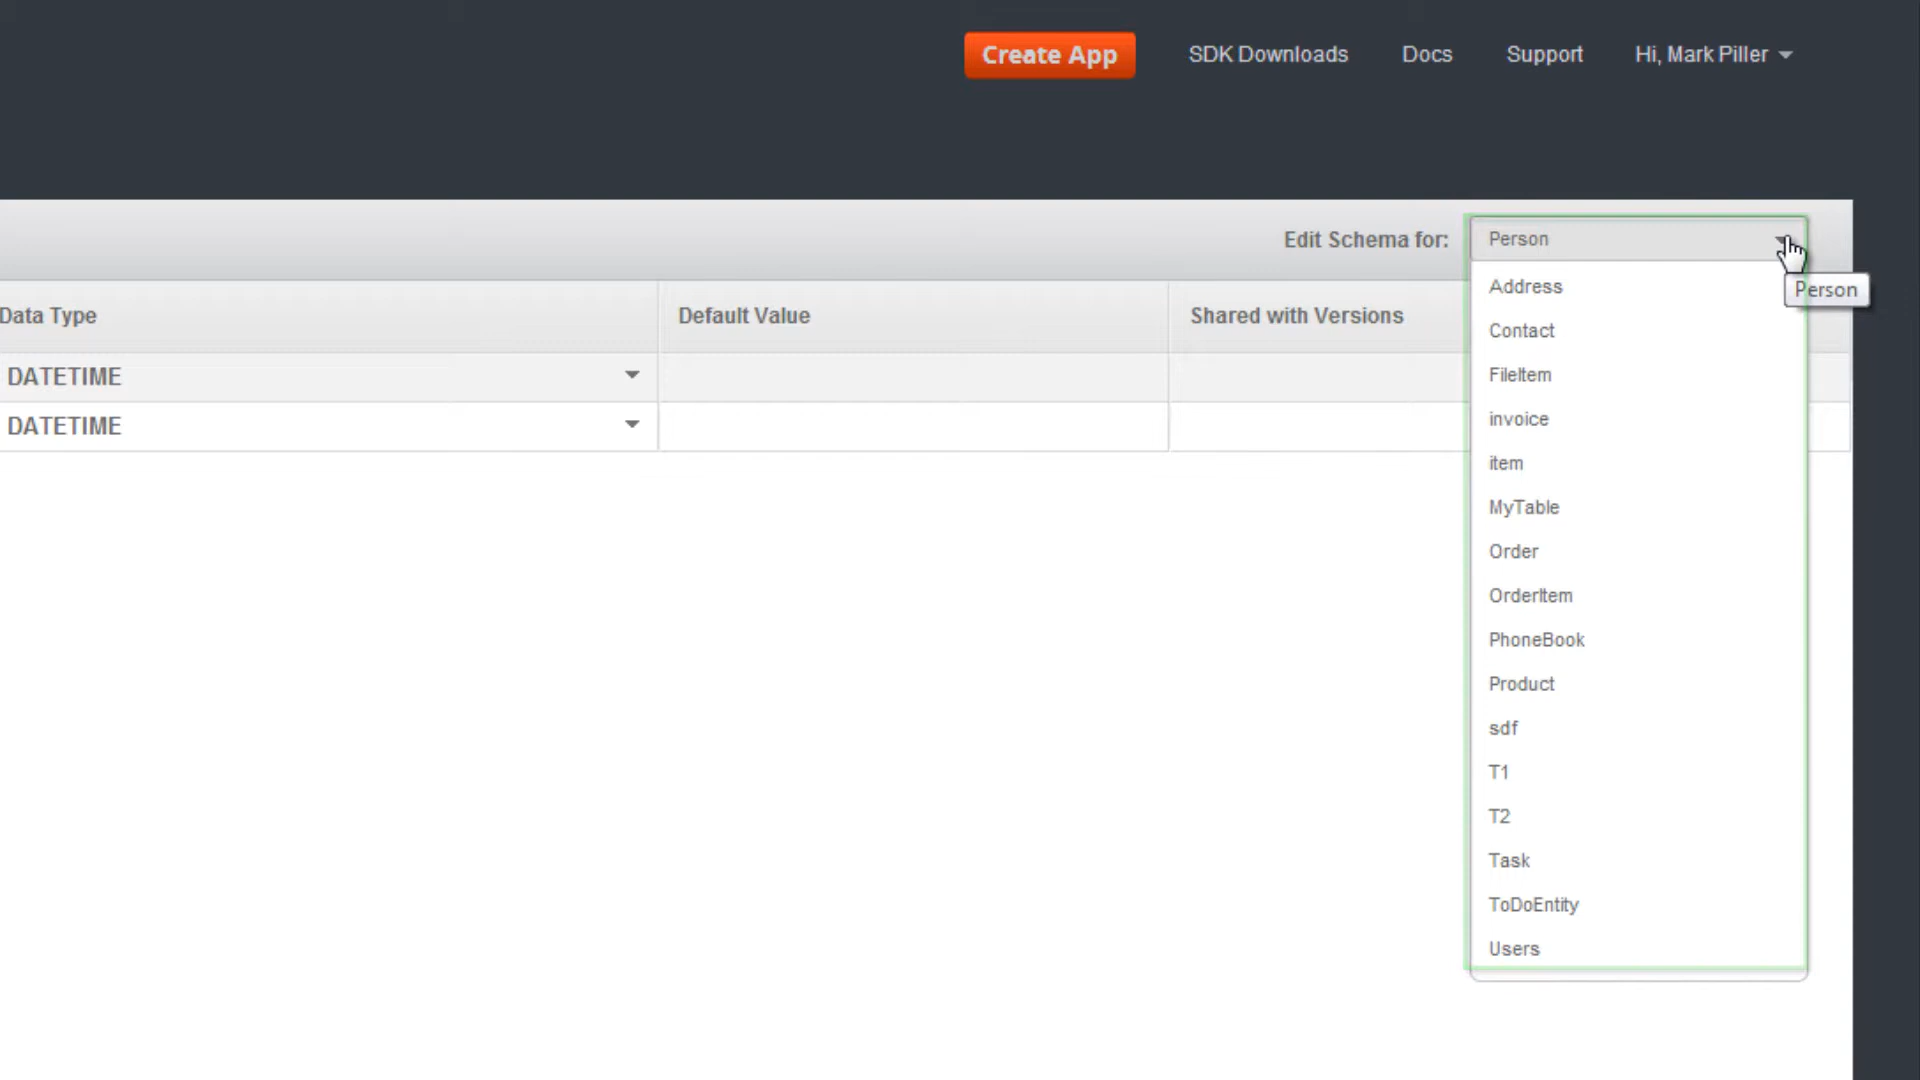 Create App SDK Downloads Docs Support Hi, Mark Piller
Edit Schema for: Person
Person
Data Type Default Value Shared with Versions
DATETIME
DATETIME
Address
Contact
FileItem
invoice
item
MyTable
Order
OrderItem
PhoneBook
Product
sdf
T1
T2
Task
ToDoEntity
Users